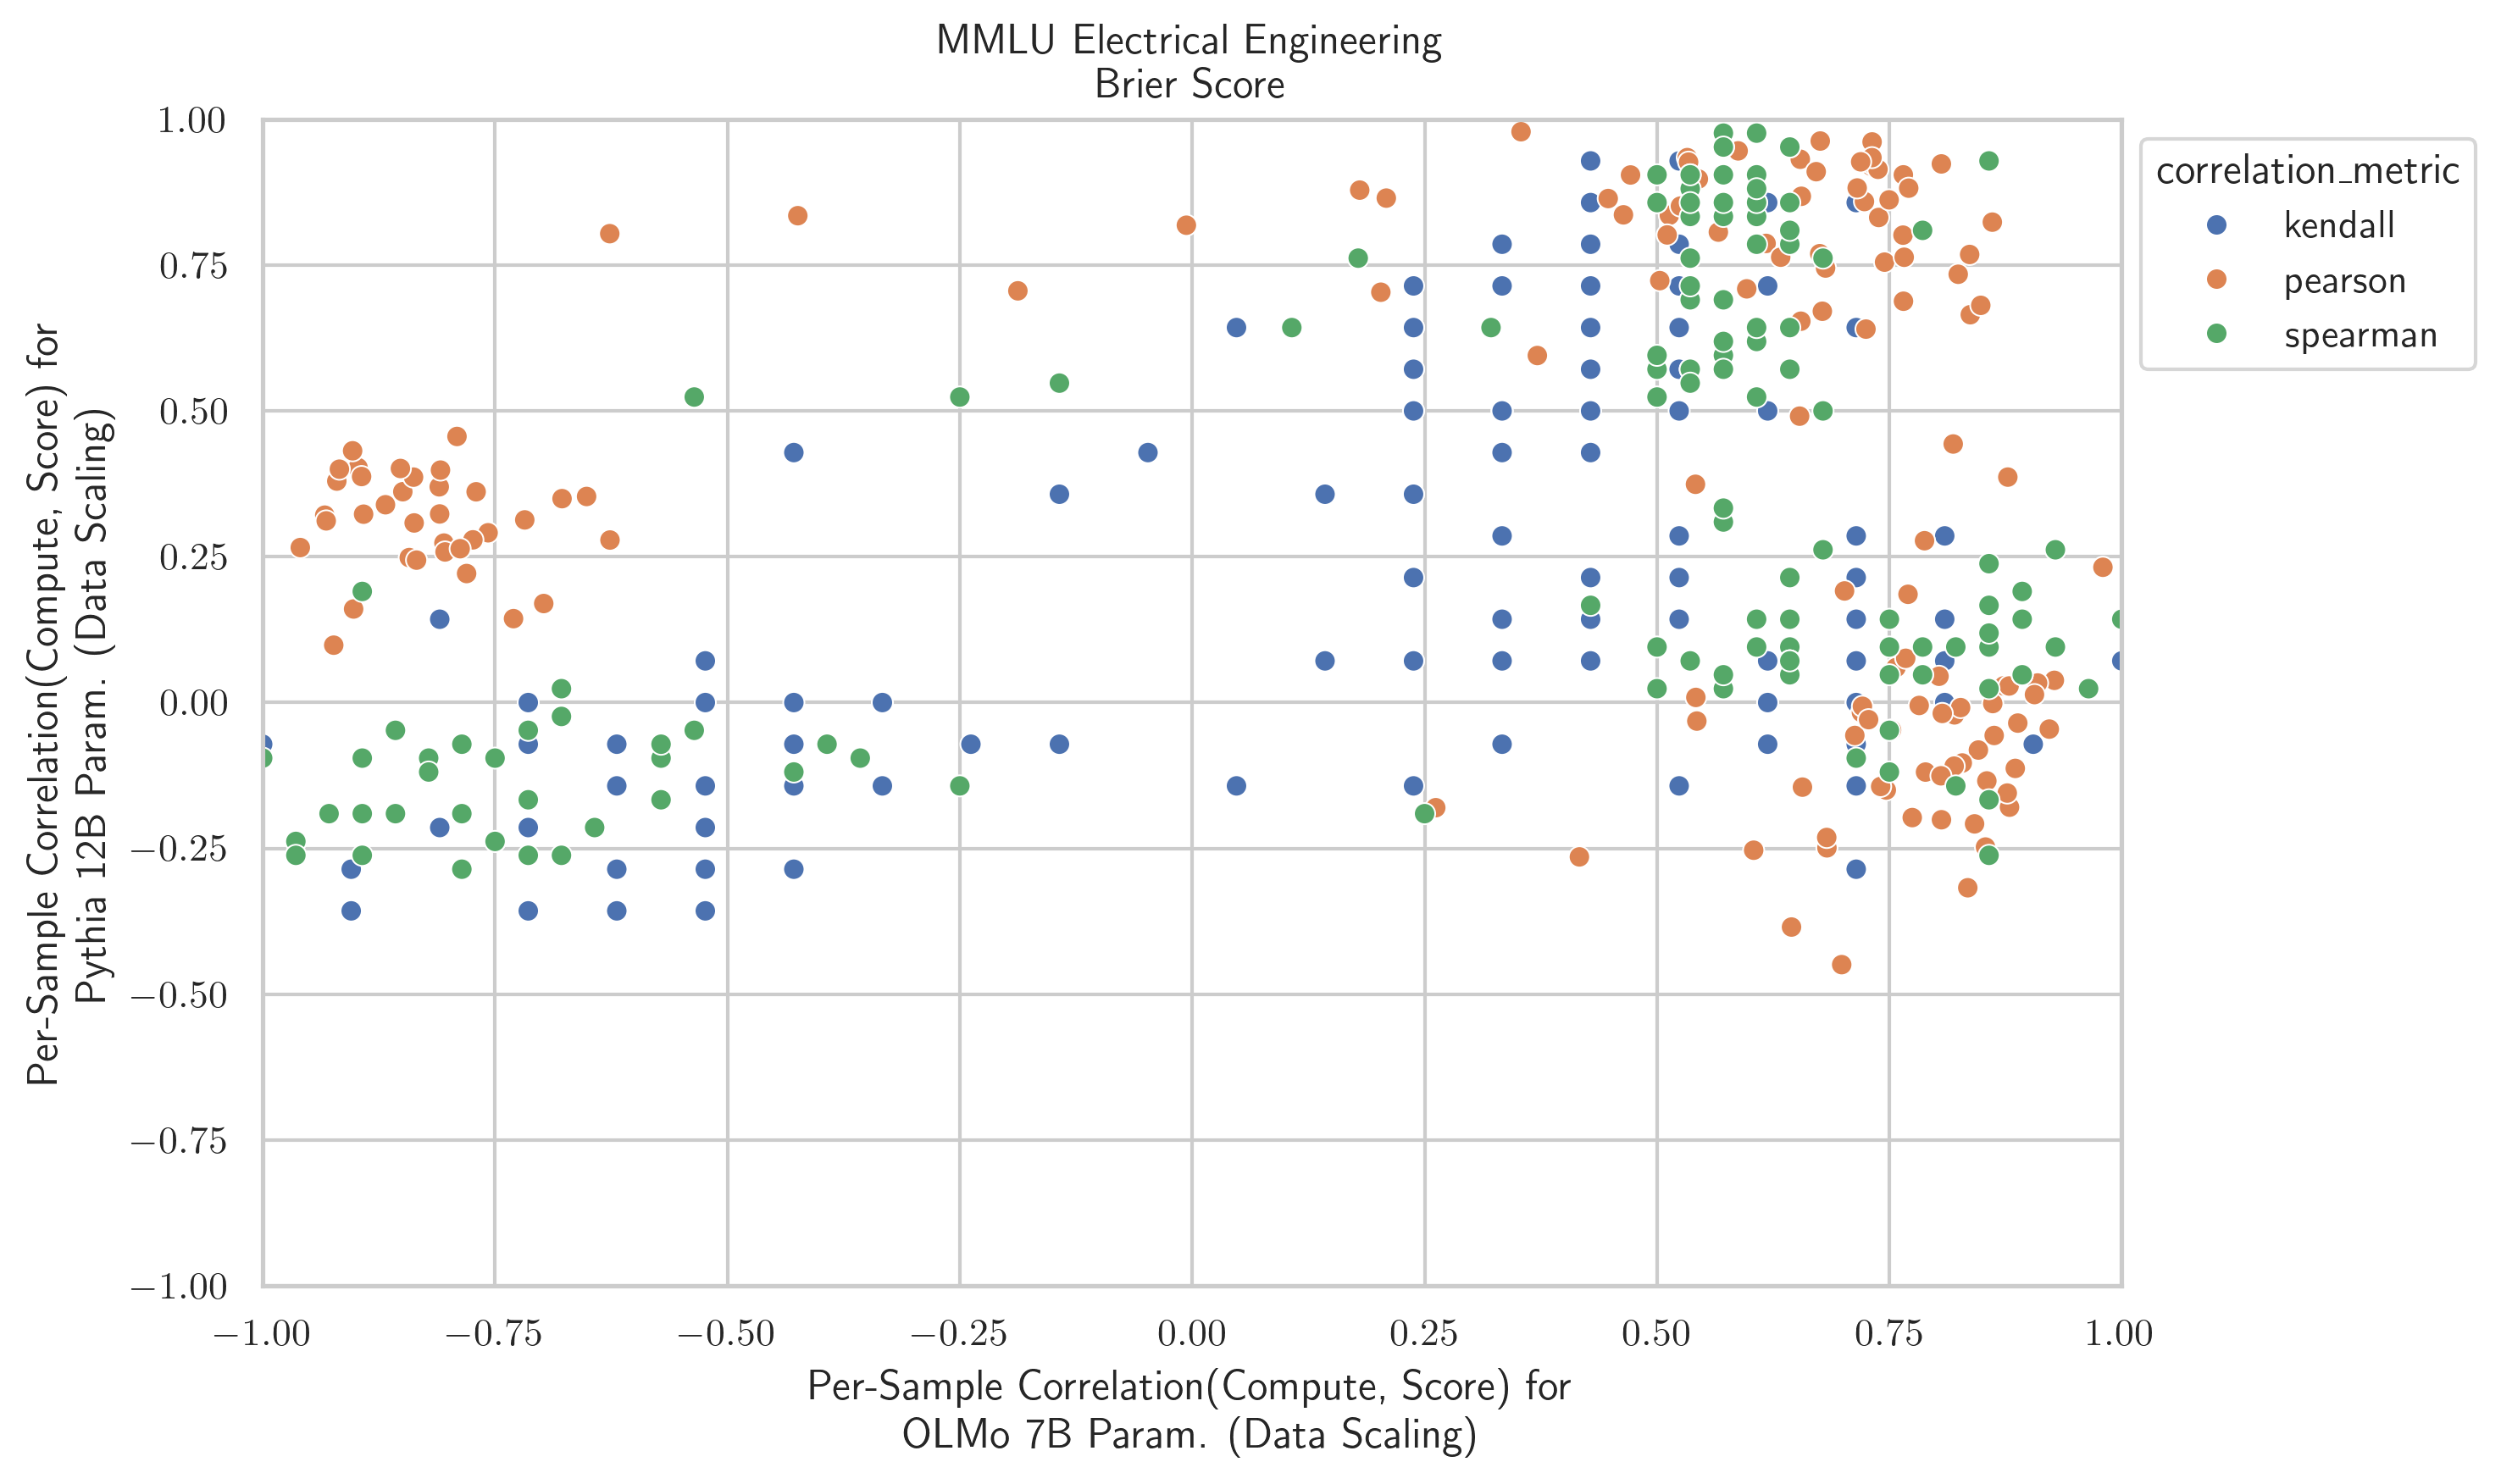 MMLU Electrical Engineering
Brier Score
Per-Sample Correlation(Compute, Score) for
Pythia 12B Param. (Data Scaling)
1.00
0.75
0.50
0.25
0.00
−0.25
−0.50
−0.75
−1.00
−1.00
−0.75
−0.50
−0.25
0.00
0.25
0.50
0.75
1.00
Per-Sample Correlation(Compute, Score) for
OLMo 7B Param. (Data Scaling)
correlation_metric
kendall
pearson
spearman